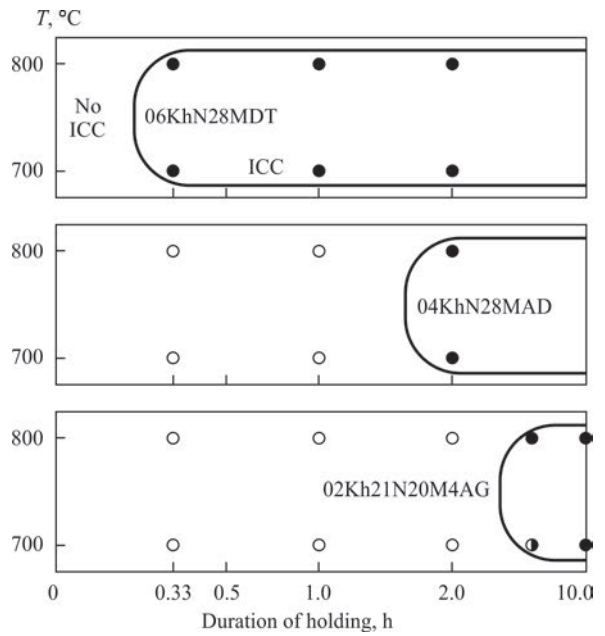 T, °C
800
No
ICC
06KhN28MDT
700
ICC
800
04KhN28MAD
700
800
02Kh21N20M4AG
700
0 0.33 0.5 1.0 2.0 10.0
Duration of holding, h